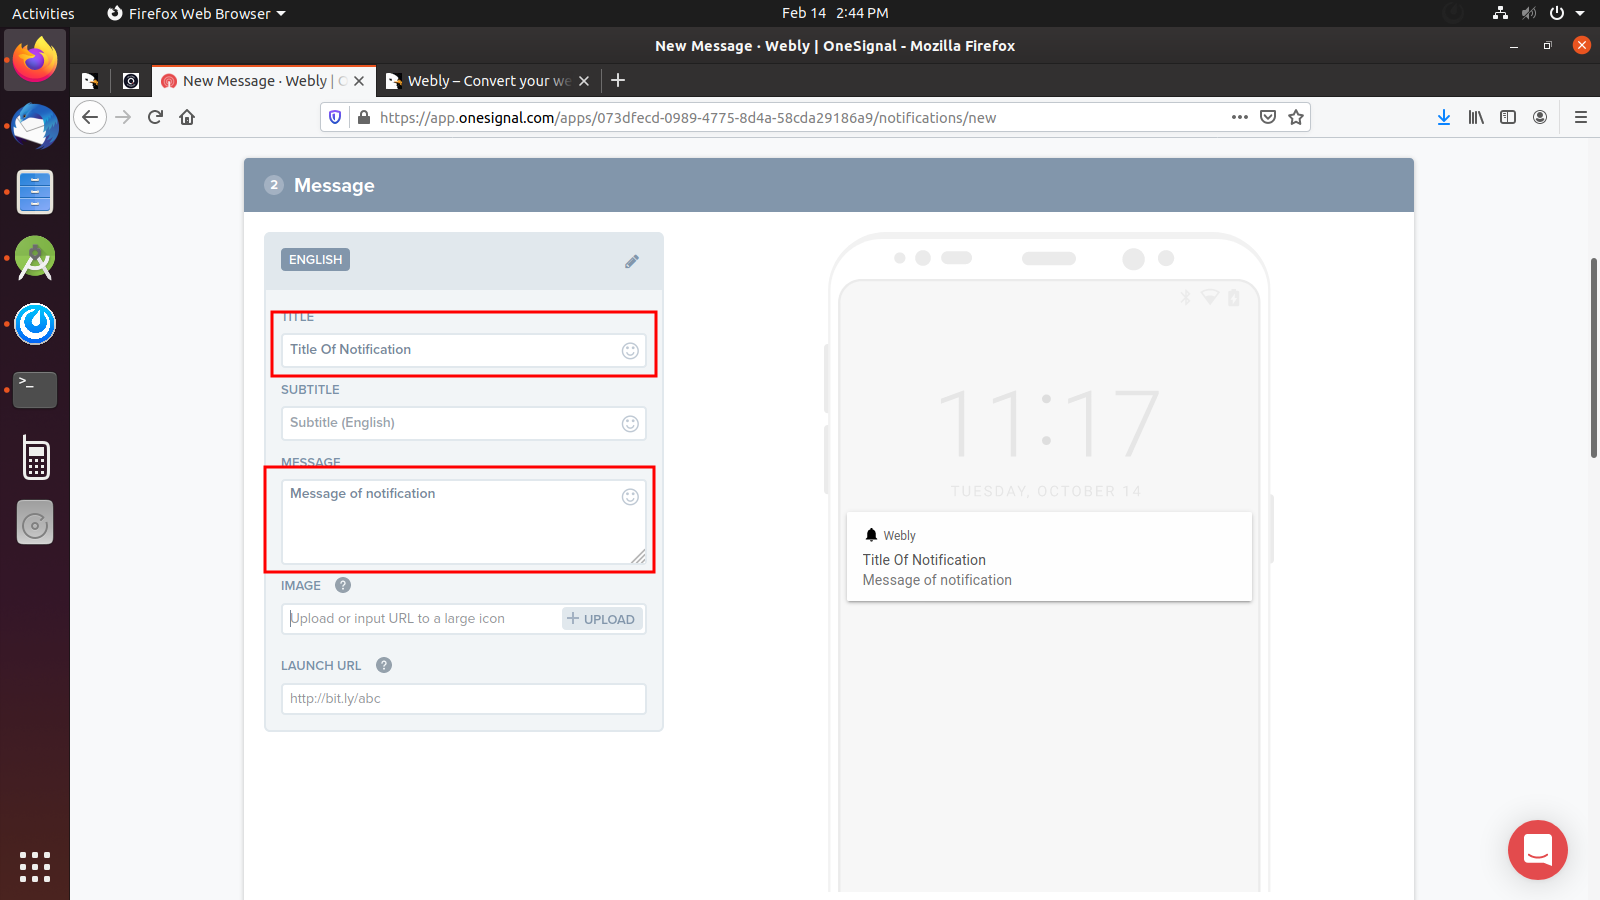 Activities
Firefox Web Browser
Feb 14 2:44 PM
New Message · Webly | OneSignal - Mozilla Firefox
New Message · Webly |
Webly – Convert your we
https://app.onesignal.com/apps/073dfecd-0989-4775-8d4a-58cda29186a9/notifications/new
2 Message
ENGLISH
TITLE
Title Of Notification
SUBTITLE
Subtitle (English)
MESSAGE
Message of notification
IMAGE ?
Upload or input URL to a large icon
+ UPLOAD
LAUNCH URL ?
http://bit.ly/abc
11:17
TUESDAY, OCTOBER 14
Webly
Title Of Notification
Message of notification
>_